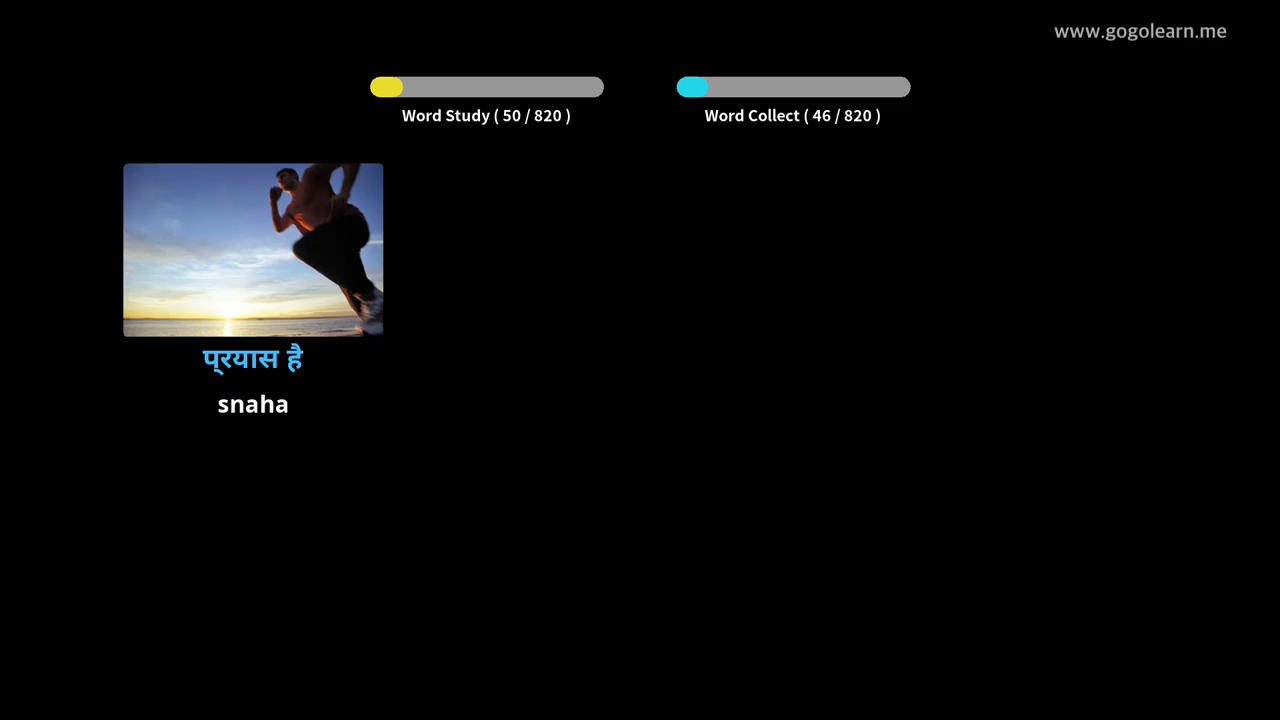 www.gogolearn.me
Word Study ( 50 / 820 )
Word Collect ( 46 / 820 )
प्रयास है
snaha